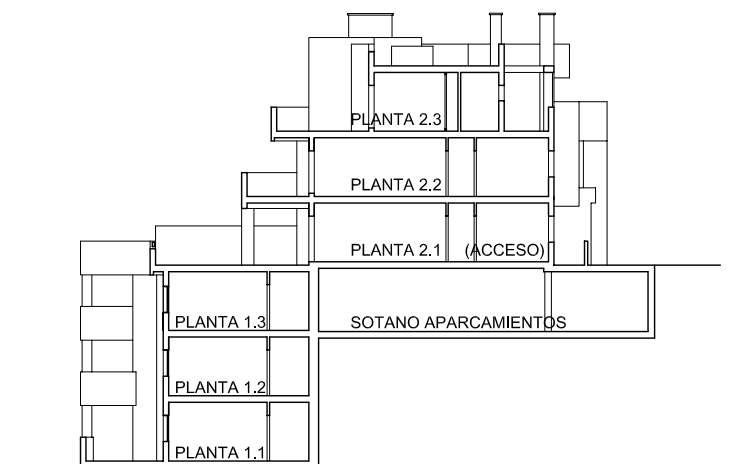 PLANTA 2.3
PLANTA 2.2
PLANTA 2.1 (ACCESO)
PLANTA 1.3 SOTANO APARCAMIENTOS
PLANTA 1.2
PLANTA 1.1